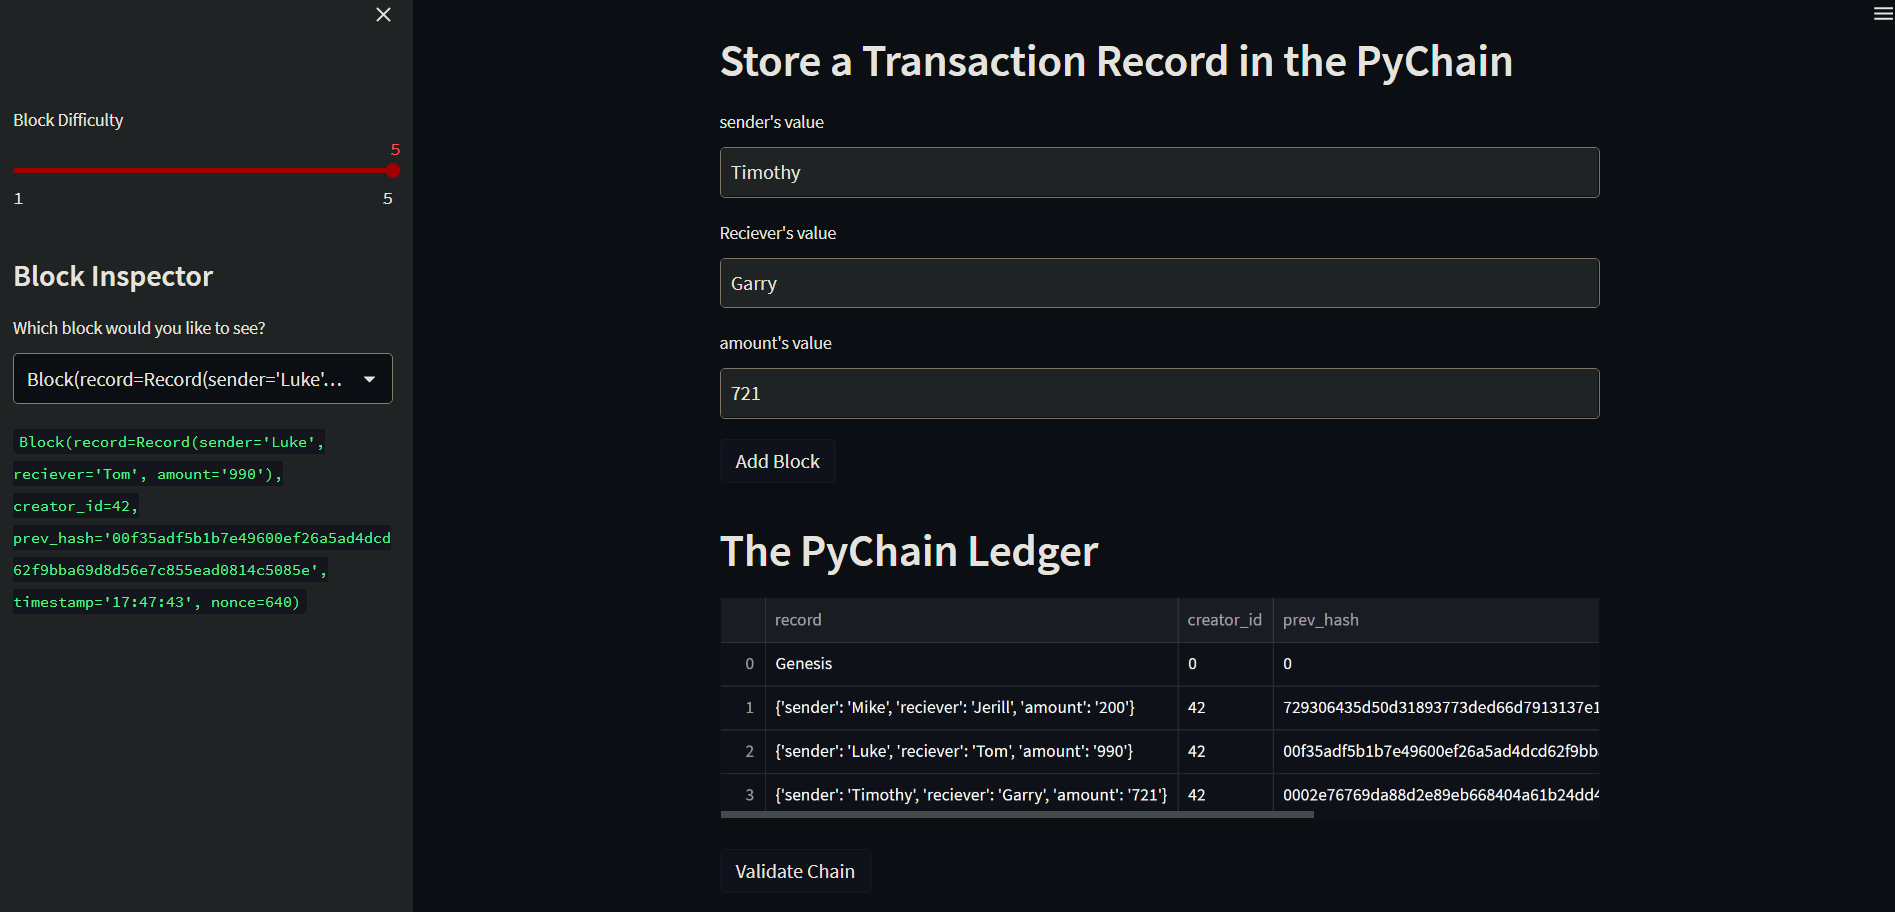 Block Difficulty
5
1
5
Block Inspector
Which block would you like to see?
Block(record=Record(sender='Luke'...
Block(record=Record(sender='Luke',
reciever='Tom', amount='990'),
creator_id=42,
prev_hash='00f35adf5b1b7e49600ef26a5ad4dcd
62f9bba69d8d56e7c855ead0814c5085e',
timestamp='17:47:43', nonce=640)
Store a Transaction Record in the PyChain
sender's value
Timothy
Reciever's value
Garry
amount's value
721
Add Block
The PyChain Ledger
record creator_id prev_hash
0 Genesis 0 0
1 {'sender': 'Mike', 'reciever': 'Jerill', 'amount': '200'} 42 729306435d50d31893773ded66d7913137e1
2 {'sender': 'Luke', 'reciever': 'Tom', 'amount': '990'} 42 00f35adf5b1b7e49600ef26a5ad4dcd62f9bb
3 {'sender': 'Timothy', 'reciever': 'Garry', 'amount': '721'} 42 0002e76769da88d2e89eb668404a61b24dd4
Validate Chain